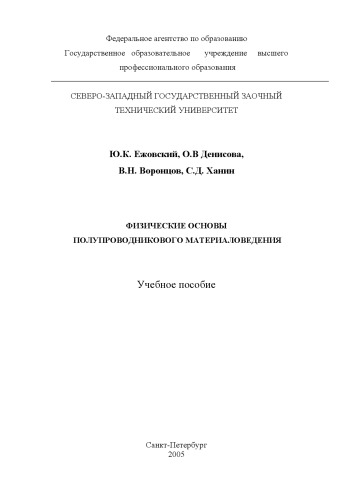 Федеральное агентство по образованию
Государственное образовательное учреждение высшего
профессионального образования
СЕВЕРО-ЗАПАДНЫЙ ГОСУДАРСТВЕННЫЙ ЗАОЧНЫЙ
ТЕХНИЧЕСКИЙ УНИВЕРСИТЕТ
Ю.К. Ежовский, О.В Денисова,
В.Н. Воронцов, С.Д. Ханин
ФИЗИЧЕСКИЕ ОСНОВЫ
ПОЛУПРОВОДНИКОВОГО МАТЕРИАЛОВЕДЕНИЯ
Учебное пособие
Санкт-Петербург
2005